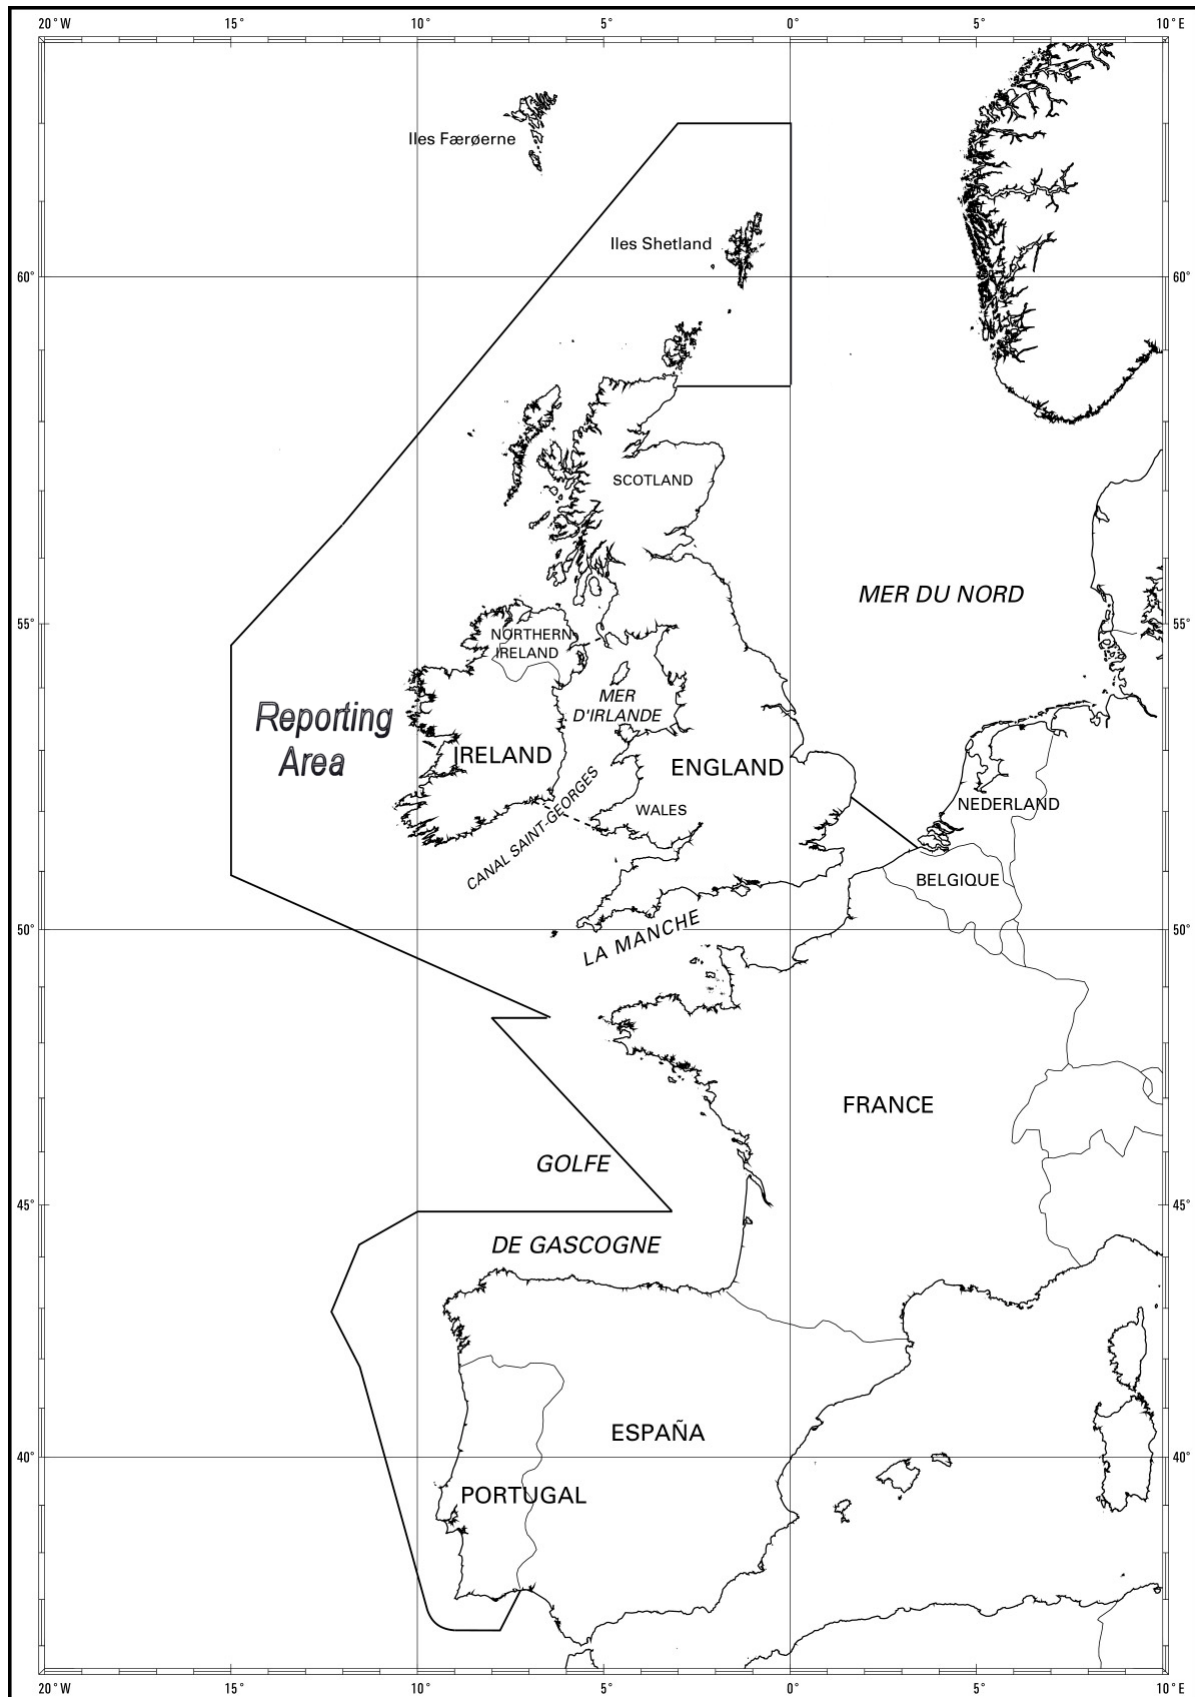 20° W 15° 10° 5° 0° 5° 10° E
Iles Færøerne
Iles Shetland
60° 60°
SCOTLAND
MER DU NORD
55° 55°
NORTHERN
IRELAND
MER
D'IRLANDE
Reporting
Area
IRELAND
ENGLAND
NEDERLAND
WALES
CANAL SAINT-GEORGES
BELGIQUE
LA MANCHE
50° 50°
FRANCE
GOLFE
45° 45°
DE GASCOGNE
ESPAÑA
40° 40°
PORTUGAL
20° W 15° 10° 5° 0° 5° 10° E